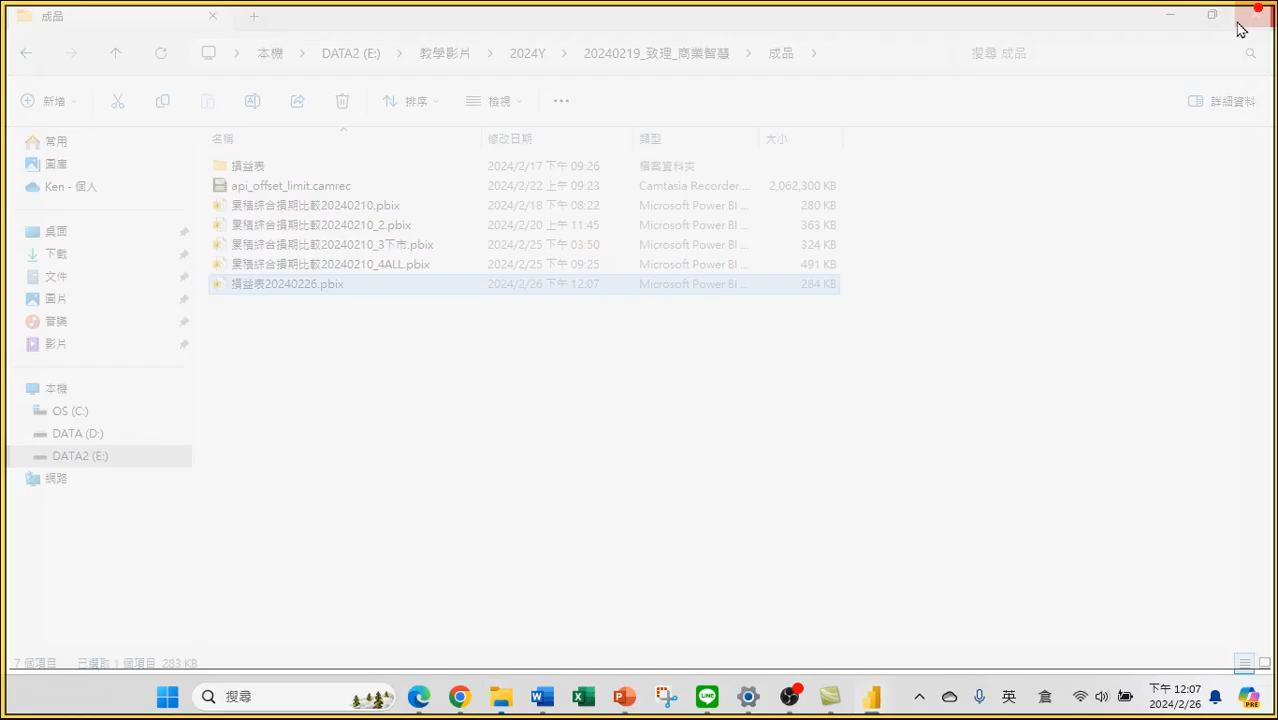 成品
本機 DATA2 (E:) 教學影片 2024Y 20240219_致理_商業智慧 成品 搜尋 成品
新增 排序 檢視 詳細資料
名稱 修改日期 類型 大小
常用
圖庫
Ken - 個人
桌面
下載
文件
圖片
音樂
影片
本機
OS (C:)
DATA (D:)
DATA2 (E:)
網路
損益表 2024/2/17 下午 09:26 檔案資料夾
api_offset_limit.camrec 2024/2/22 上午 09:23 Camtasia Recorder ... 2,062,300 KB
累積綜合損期比較20240210.pbix 2024/2/18 下午 08:22 Microsoft Power BI ... 280 KB
累積綜合損期比較20240210_2.pbix 2024/2/20 上午 11:45 Microsoft Power BI ... 363 KB
累積綜合損期比較20240210_3下市.pbix 2024/2/25 下午 03:50 Microsoft Power BI ... 324 KB
累積綜合損期比較20240210_4ALL.pbix 2024/2/25 下午 09:25 Microsoft Power BI ... 491 KB
損益表20240226.pbix 2024/2/26 下午 12:07 Microsoft Power BI ... 284 KB
7 個項目 已選取 1 個項目 283 KB
搜尋 英 下午 12:07
2024/2/26
PRE